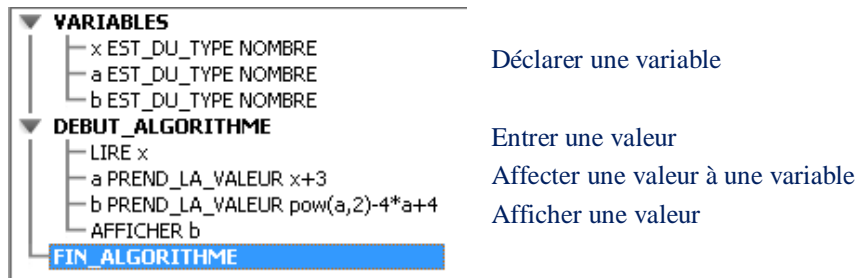 VARIABLES
x EST_DU_TYPE NOMBRE
a EST_DU_TYPE NOMBRE
b EST_DU_TYPE NOMBRE
DEBUT_ALGORITHME
LIRE x
a PREND_LA_VALEUR x+3
b PREND_LA_VALEUR pow(a,2)-4*a+4
AFFICHER b
FIN_ALGORITHME
Déclarer une variable
Entrer une valeur
Affecter une valeur à une variable
Afficher une valeur